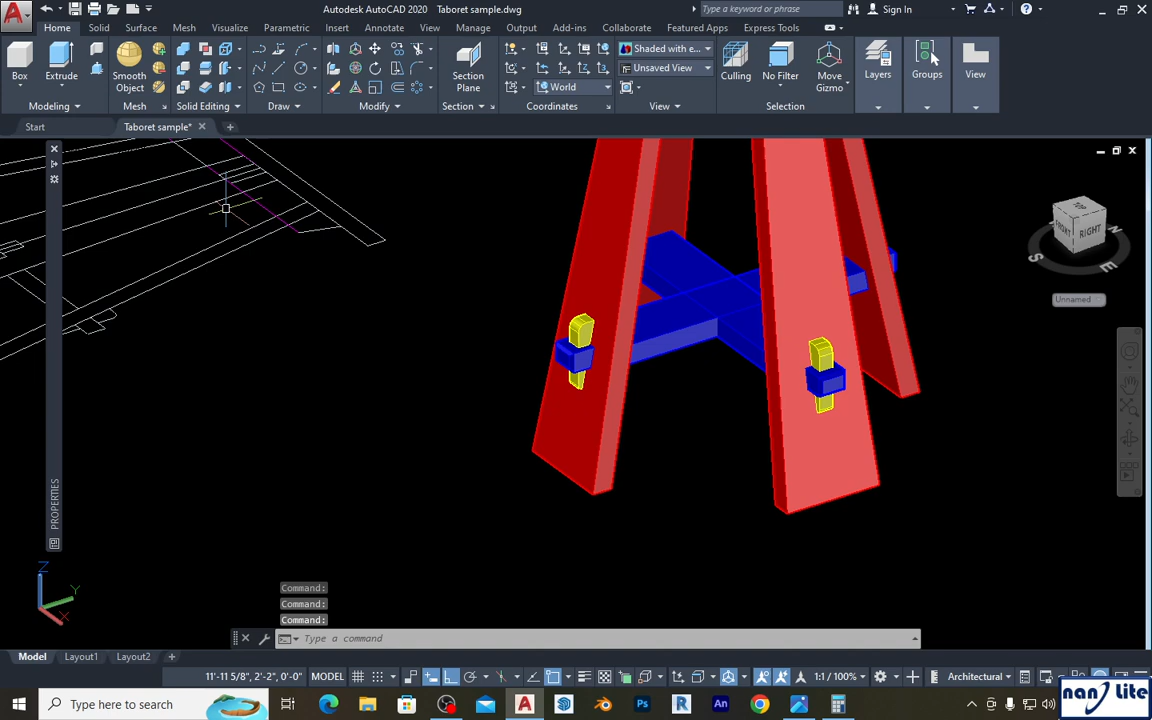 Autodesk AutoCAD 2020 Taboret sample.dwg
Type a keyword or phrase
Sign In
Home Solid Surface Mesh Visualize Parametric Insert Annotate View Manage Output Add-ins Collaborate Featured Apps Express Tools
Box
Extrude
Smooth Object
Section Plane
World
Shaded with e...
Unsaved View
Culling
No Filter
Move Gizmo
Layers
Groups
View
Modeling Mesh Solid Editing Draw Modify Section Coordinates View Selection
Start
Taboret sample*
TOP
FRONT
RIGHT
S
E
Unnamed
PROPERTIES
Z
Y
X
Command:
Command:
Command:
Type a command
Model Layout1 Layout2
11'-11 5/8", 2'-2", 0'-0" MODEL 1:1 / 100% Architectural
Type here to search
nan lite